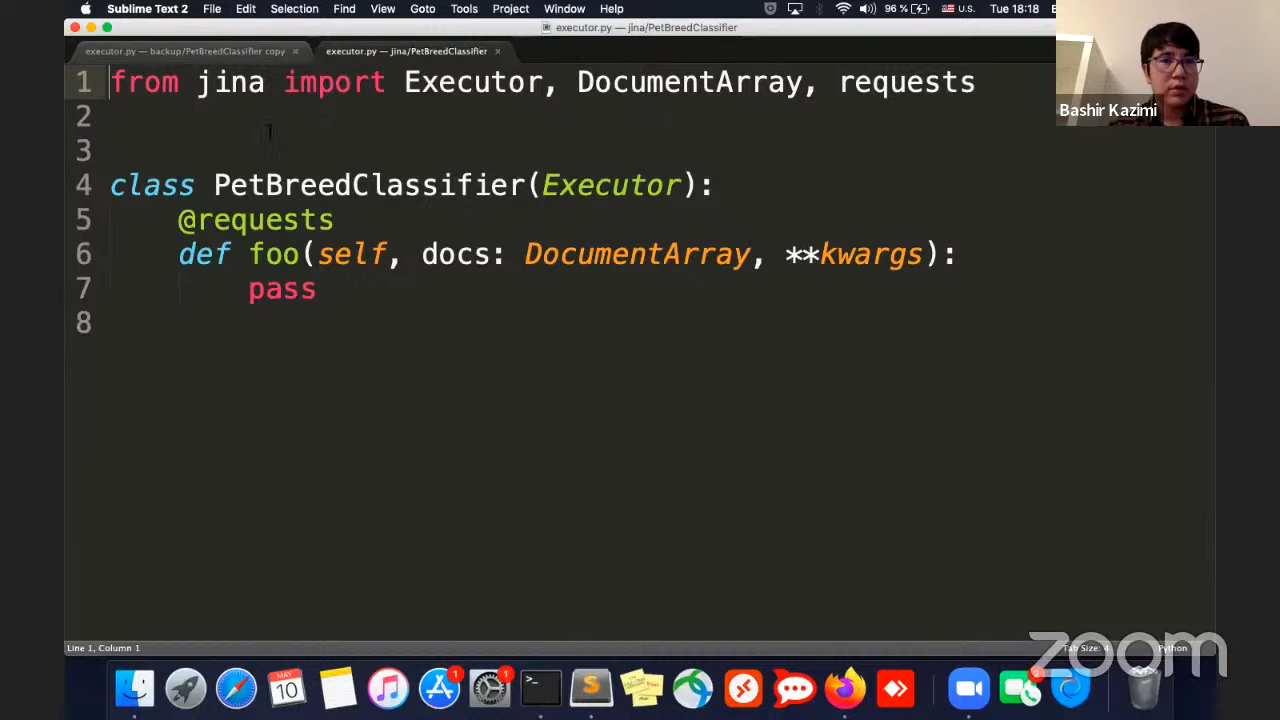 Sublime Text 2 File Edit Selection Find View Goto Tools Project Window Help 96 % U.S. Tue 18:18
executor.py — jina/PetBreedClassifier
executor.py — backup/PetBreedClassifier copy × executor.py — jina/PetBreedClassifier ×
1 from jina import Executor, DocumentArray, requests
2
3
4 class PetBreedClassifier(Executor):
5 @requests
6 def foo(self, docs: DocumentArray, **kwargs):
7 pass
8
Bashir Kazimi
Line 1, Column 1
Tab Size: 4 Python
zoom
MAY
10
1
1
>_
S